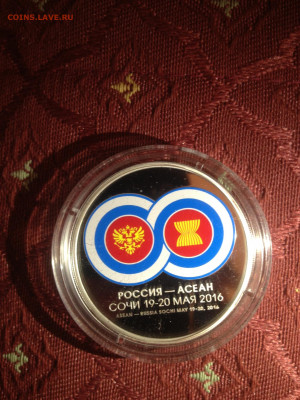 COINS.LAVE.RU
РОССИЯ — АСЕАН
СОЧИ 19-20 МАЯ 2016
ASEAN — RUSSIA SOCHI MAY 19-20, 2016